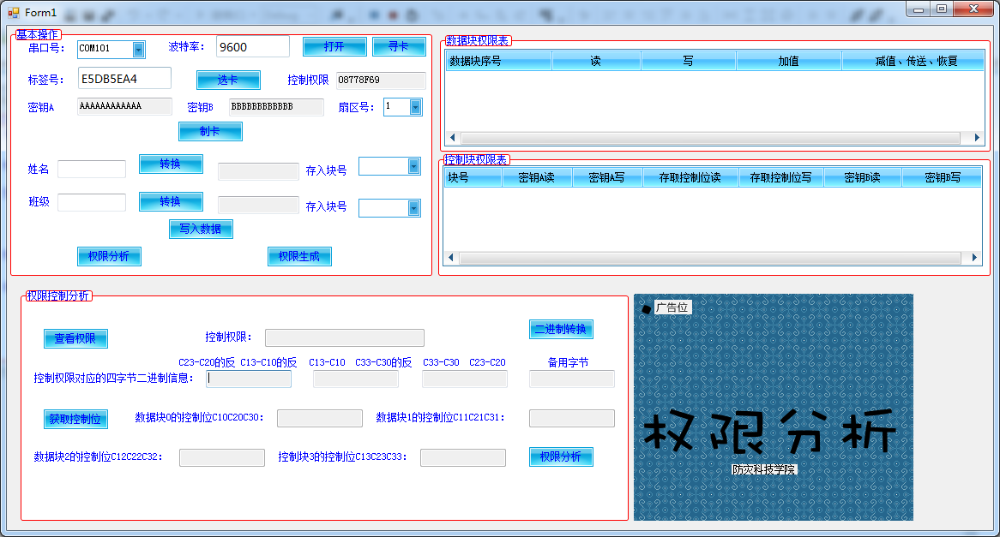 Form1
基本操作
串口号: COM101 波特率: 9600 打开 寻卡
标签号: E5DB5EA4 选卡 控制权限 08778F69
密钥A AAAAAAAAAAAA 密钥B BBBBBBBBBBBB 扇区号: 1
制卡
姓名 转换 存入块号
班级 转换 存入块号
写入数据
权限分析 权限生成
数据块权限表
数据块序号 读 写 加值 减值、传送、恢复
控制块权限表
块号 密钥A读 密钥A写 存取控制位读 存取控制位写 密钥B读 密钥B写
权限控制分析
查看权限 控制权限: 二进制转换
C23-C20的反 C13-C10的反 C13-C10 C33-C30的反 C33-C30 C23-C20 备用字节
控制权限对应的四字节二进制信息:
获取控制位 数据块0的控制位C10C20C30: 数据块1的控制位C11C21C31:
数据块2的控制位C12C22C32: 控制块3的控制位C13C23C33: 权限分析
广告位
权限分析
防灾科技学院